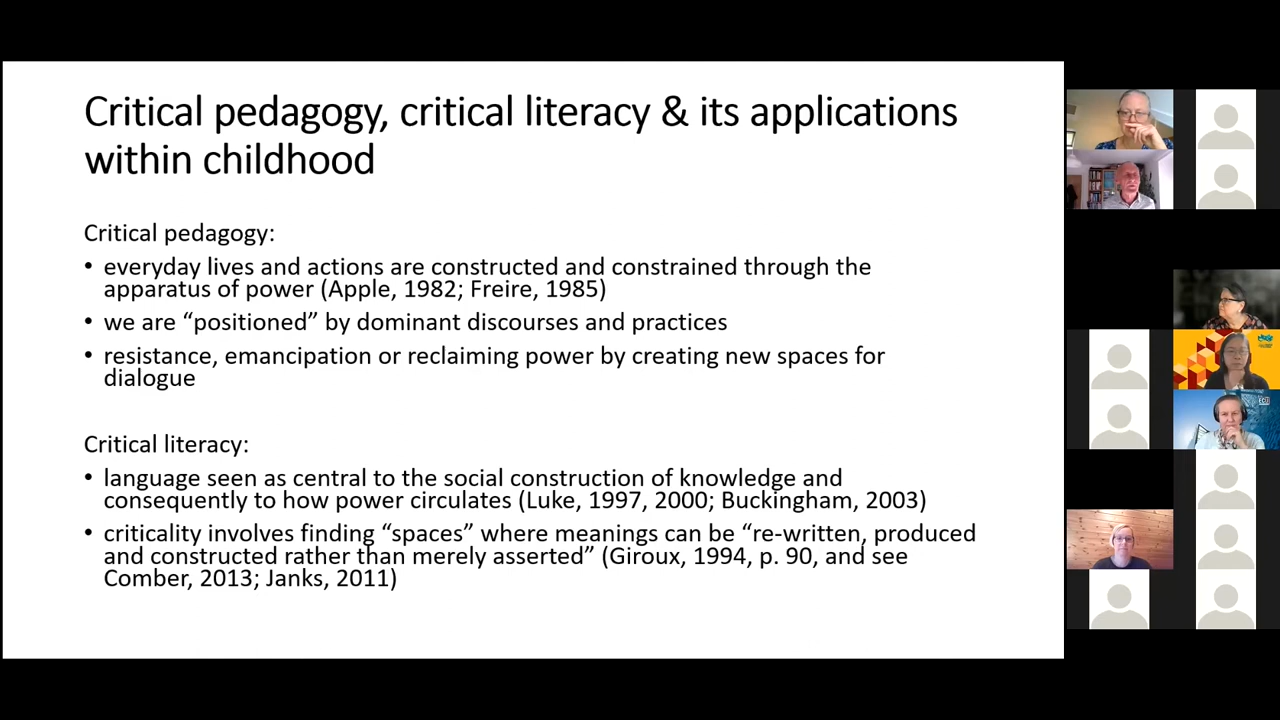 Critical pedagogy, critical literacy & its applications
within childhood
Critical pedagogy:
• everyday lives and actions are constructed and constrained through the
apparatus of power (Apple, 1982; Freire, 1985)
• we are “positioned” by dominant discourses and practices
• resistance, emancipation or reclaiming power by creating new spaces for
dialogue
Critical literacy:
• language seen as central to the social construction of knowledge and
consequently to how power circulates (Luke, 1997, 2000; Buckingham, 2003)
• criticality involves finding “spaces” where meanings can be “re-written, produced
and constructed rather than merely asserted” (Giroux, 1994, p. 90, and see
Comber, 2013; Janks, 2011)